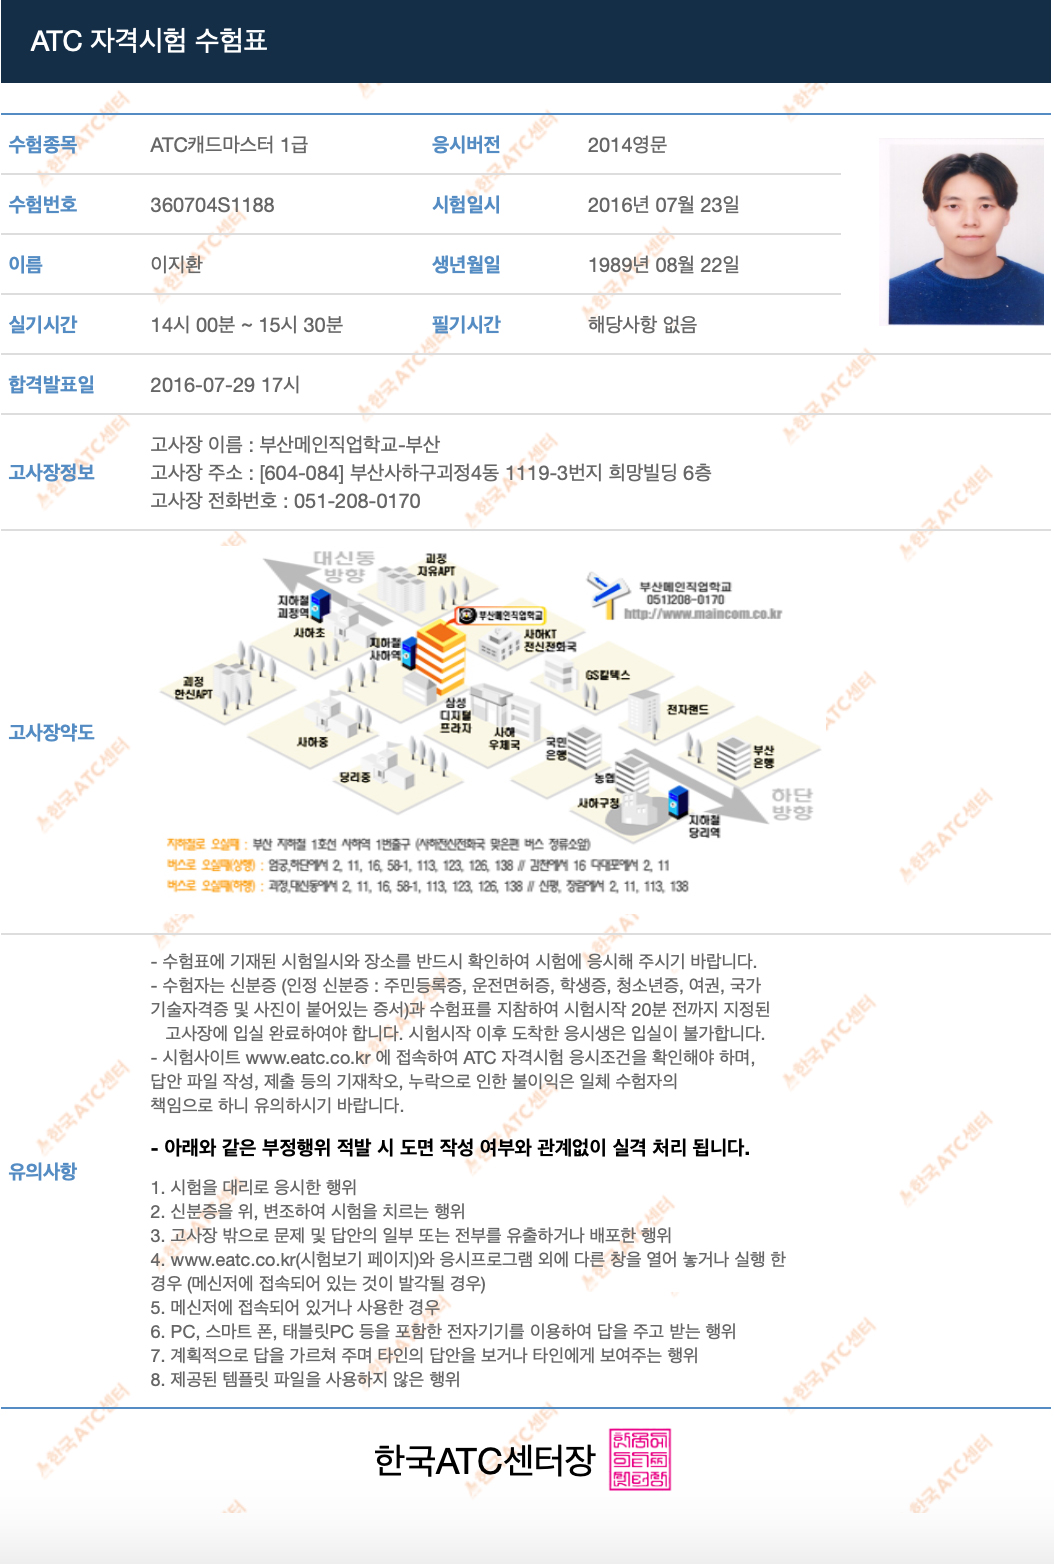 ATC 자격시험 수험표
수험종목 ATC캐드마스터 1급 응시버전 2014영문
수험번호 360704S1188 시험일시 2016년 07월 23일
이름 이지환 생년월일 1989년 08월 22일
실기시간 14시 00분 ~ 15시 30분 필기시간 해당사항 없음
합격발표일 2016-07-29 17시
고사장정보
고사장 이름 : 부산메인직업학교-부산
고사장 주소 : [604-084] 부산사하구괴정4동 1119-3번지 희망빌딩 6층
고사장 전화번호 : 051-208-0170
고사장약도
대신동
방향
괴정
자유APT
지하철
괴정역
사하초
지하철
사하역
부산메인직업학교
사하KT
전신전화국
부산메인직업학교
051)208-0170
http://www.maincom.co.kr
괴정
한신APT
GS칼텍스
삼성
디지털
프라자
사하
우체국
전자랜드
사하중
국민
은행
부산
은행
당리중
농협
사하구청
지하철
당리역
하단
방향
지하철로 오실때 : 부산 지하철 1호선 사하역 1번출구 (사하전신전화국 맞은편 버스 정류소앞)
버스로 오실때(상행) : 엄궁,하단에서 2, 11, 16, 58-1, 113, 123, 126, 138 // 감천에서 16 다대포에서 2, 11
버스로 오실때(하행) : 괴정,대신동에서 2, 11, 16, 58-1, 113, 123, 126, 138 // 신평, 장림에서 2, 11, 113, 138
유의사항
- 수험표에 기재된 시험일시와 장소를 반드시 확인하여 시험에 응시해 주시기 바랍니다.
- 수험자는 신분증 (인정 신분증 : 주민등록증, 운전면허증, 학생증, 청소년증, 여권, 국가
기술자격증 및 사진이 붙어있는 증서)과 수험표를 지참하여 시험시작 20분 전까지 지정된
고사장에 입실 완료하여야 합니다. 시험시작 이후 도착한 응시생은 입실이 불가합니다.
- 시험사이트 www.eatc.co.kr 에 접속하여 ATC 자격시험 응시조건을 확인해야 하며,
답안 파일 작성, 제출 등의 기재착오, 누락으로 인한 불이익은 일체 수험자의
책임으로 하니 유의하시기 바랍니다.
- 아래와 같은 부정행위 적발 시 도면 작성 여부와 관계없이 실격 처리 됩니다.
1. 시험을 대리로 응시한 행위
2. 신분증을 위, 변조하여 시험을 치르는 행위
3. 고사장 밖으로 문제 및 답안의 일부 또는 전부를 유출하거나 배포한 행위
4. www.eatc.co.kr(시험보기 페이지)와 응시프로그램 외에 다른 창을 열어 놓거나 실행 한
경우 (메신저에 접속되어 있는 것이 발각될 경우)
5. 메신저에 접속되어 있거나 사용한 경우
6. PC, 스마트 폰, 태블릿PC 등을 포함한 전자기기를 이용하여 답을 주고 받는 행위
7. 계획적으로 답을 가르쳐 주며 타인의 답안을 보거나 타인에게 보여주는 행위
8. 제공된 템플릿 파일을 사용하지 않은 행위
한국ATC센터장
한국ATC센터